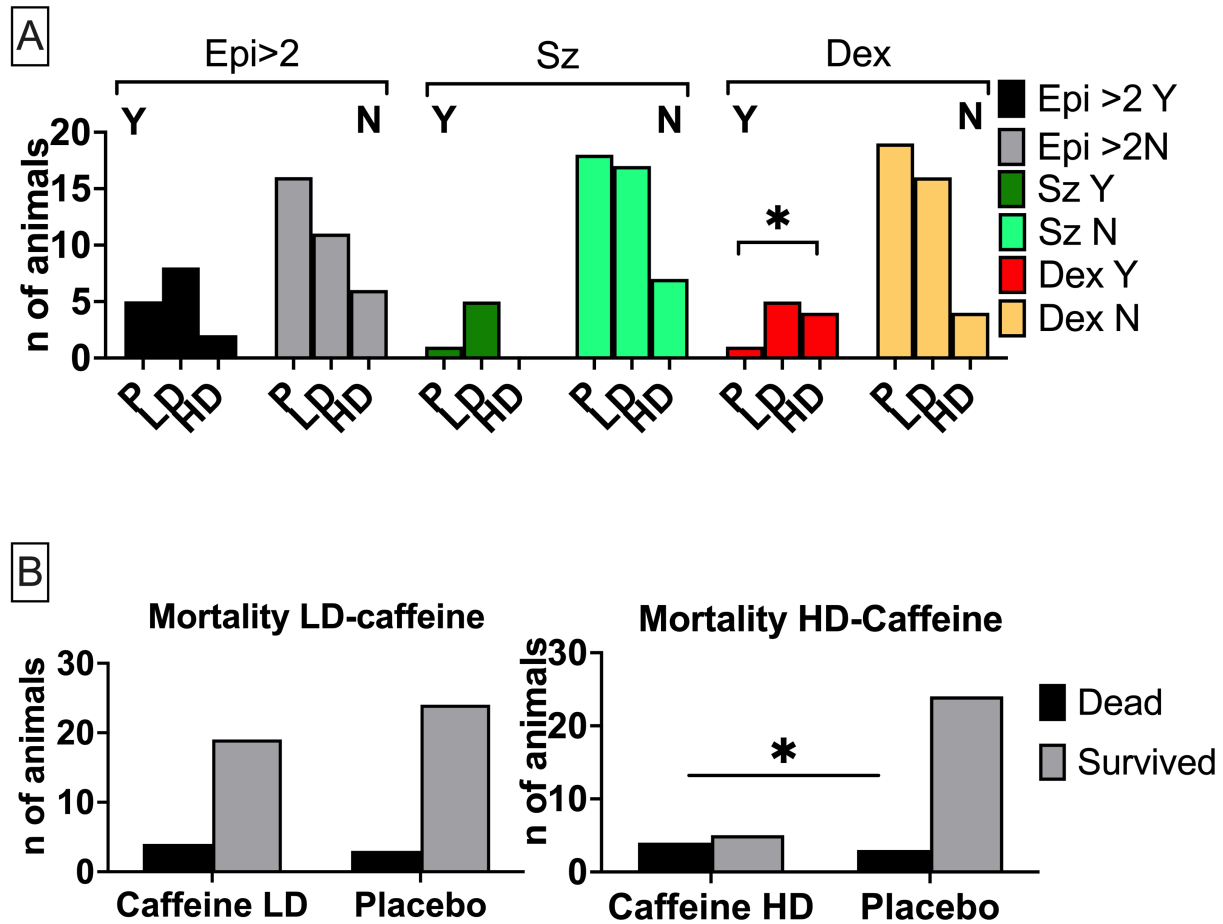 A
Epi>2 Sz Dex
Y N Y N Y N
Epi >2 Y
Epi >2N
Sz Y
Sz N
Dex Y
Dex N
n of animals
20
15
10
5
0
*
P LD HD P LD HD P LD HD P LD HD P LD HD P LD HD
B
Mortality LD-caffeine
n of animals
30
20
10
0
Caffeine LD Placebo
Mortality HD-Caffeine
n of animals
30
20
10
0
*
Caffeine HD Placebo
Dead
Survived